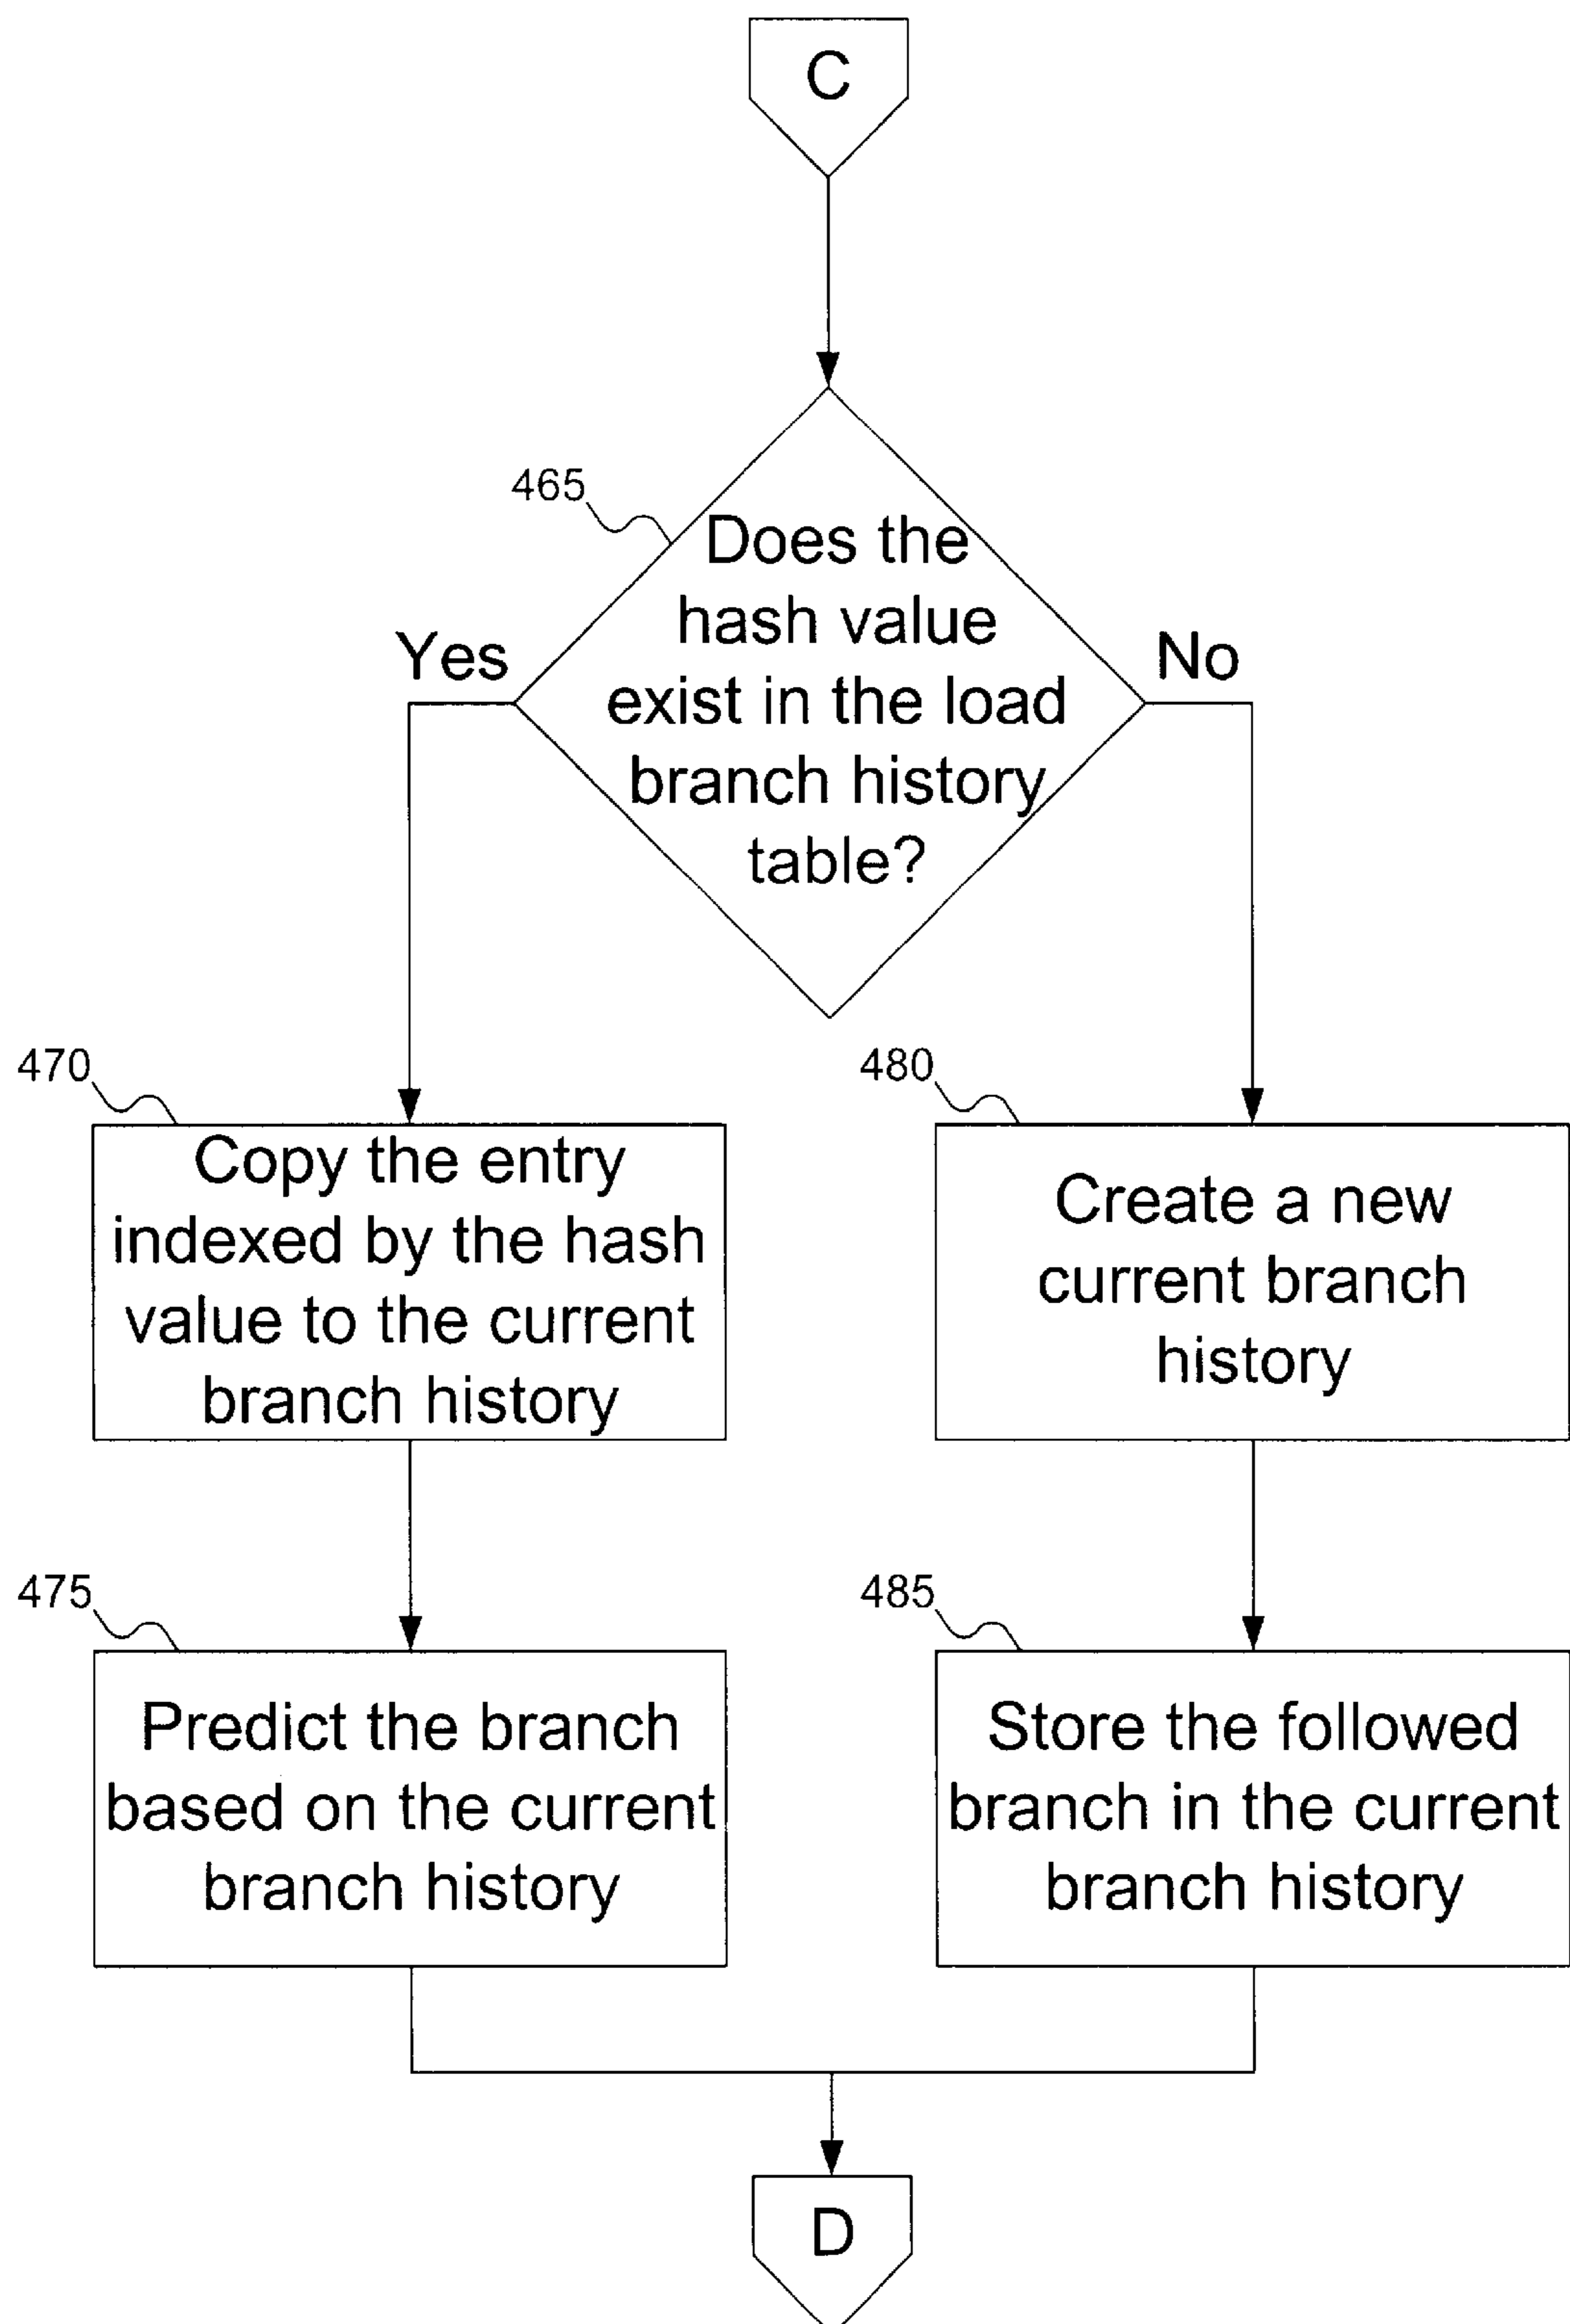 C
465
Does the
hash value
exist in the load
branch history
table?
Yes
No
470
Copy the entry
indexed by the hash
value to the current
branch history
480
Create a new
current branch
history
475
Predict the branch
based on the current
branch history
485
Store the followed
branch in the current
branch history
D